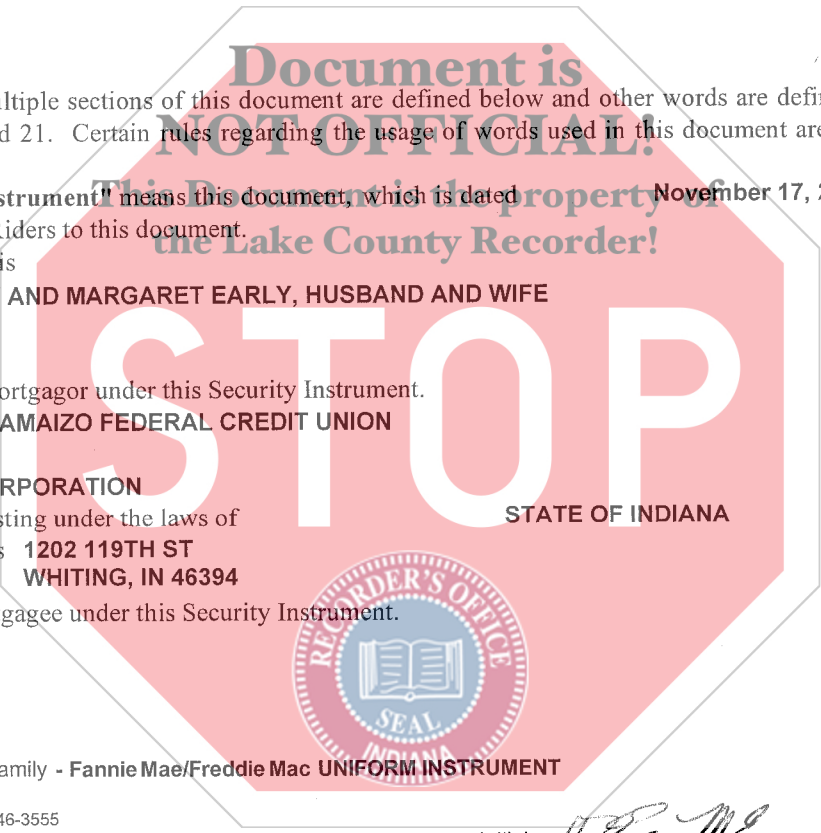 Document is
ultiple sections of this document are defined below and other words are defi
d 21. Certain rules regarding the usage of words used in this document are
NOT OFFICIAL!
strument" means this document, which is dated November 17, 2
This Document is the property of
Riders to this document.
the Lake County Recorder!
is
AND MARGARET EARLY, HUSBAND AND WIFE
STOP
ortgagor under this Security Instrument.
AMAIZO FEDERAL CREDIT UNION
RPORATION
sting under the laws of STATE OF INDIANA
s 1202 119TH ST
WHITING, IN 46394
gagee under this Security Instrument.
RECORDER'S OFFICE
SEAL
INDIANA
amily - Fannie Mae/Freddie Mac UNIFORM INSTRUMENT
46-3555